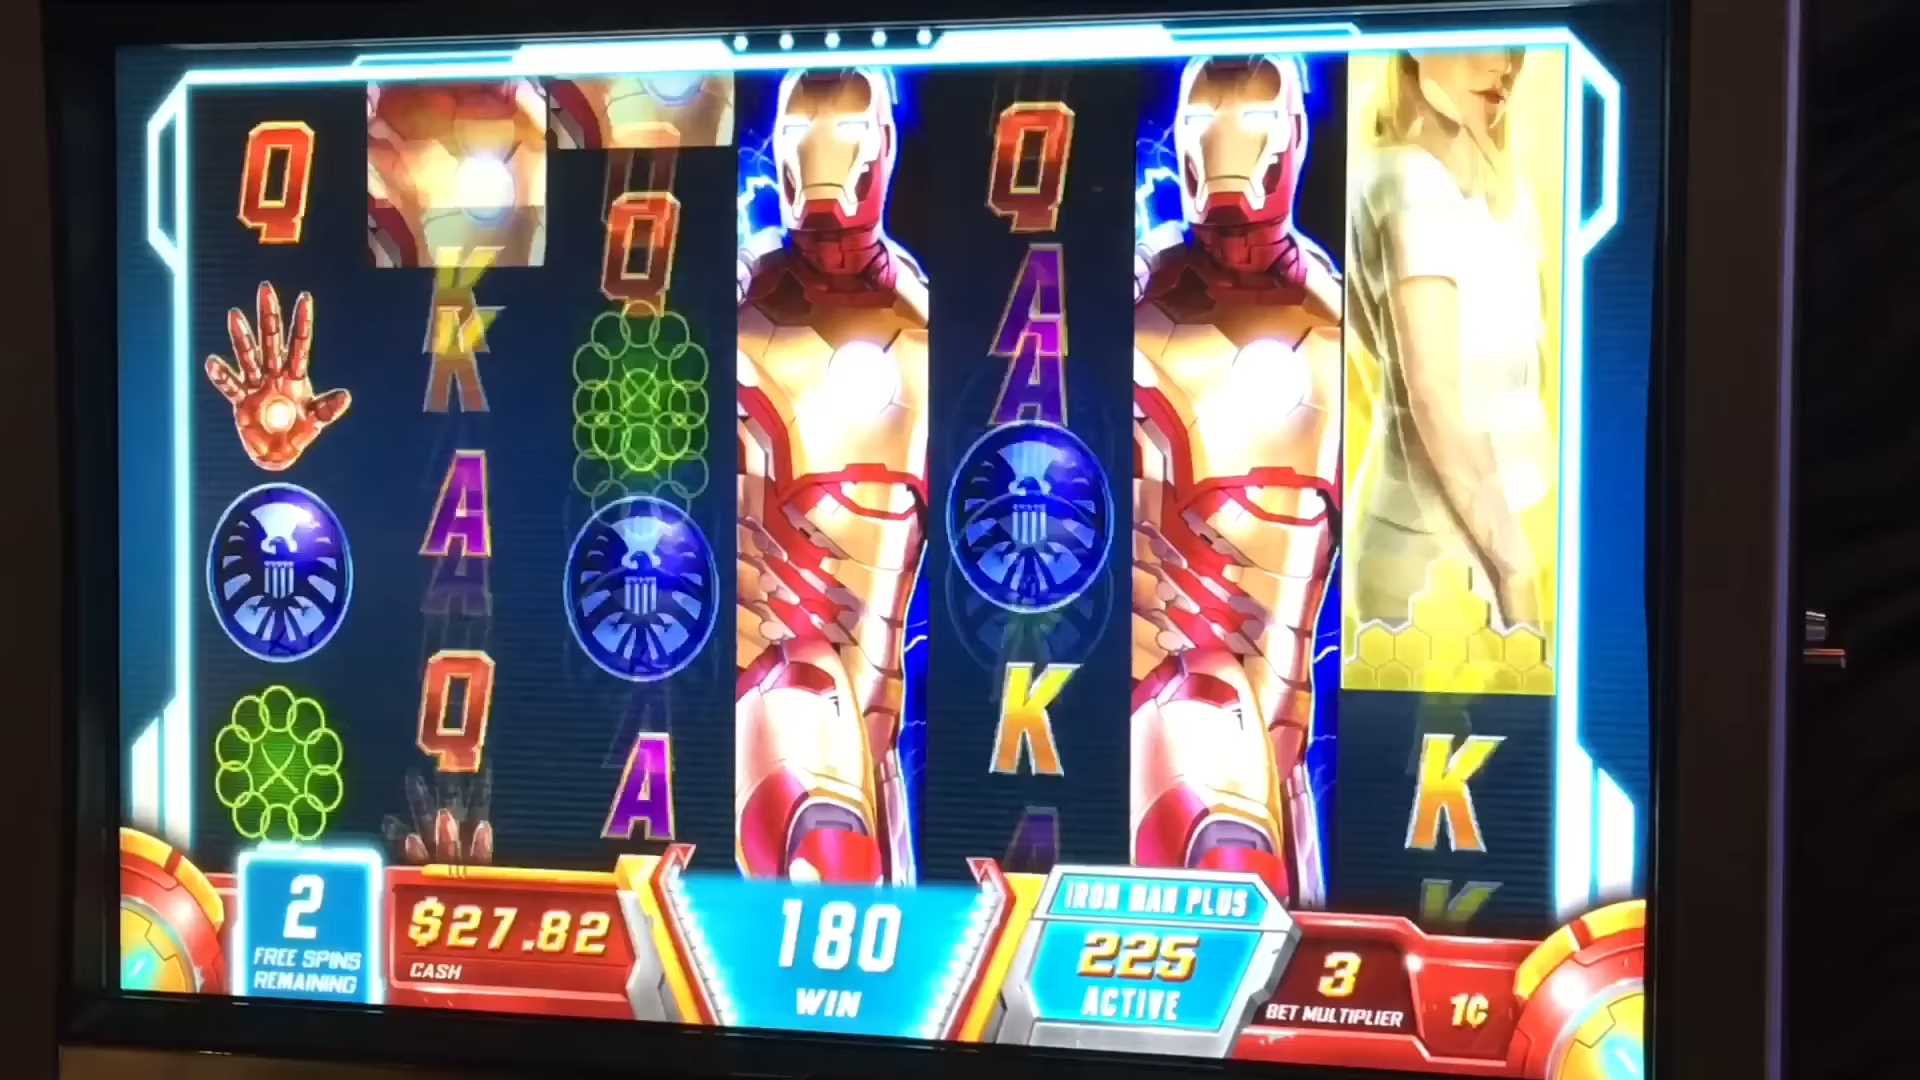 Q
Q
Q
K
K
A
A
A
Q
K
A
K
2
FREE SPINS
REMAINING
$27.82
CASH
180
WIN
IRON MAN PLUS
225
ACTIVE
3
BET MULTIPLIER
1¢